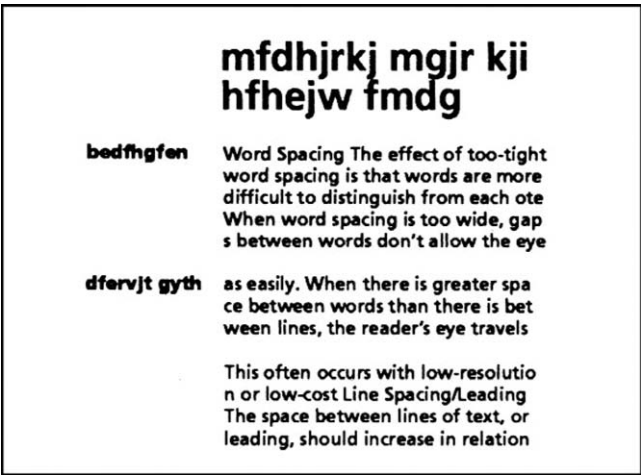 mfdhjrkj mgjr kji
hfhejw fmdg
bedfhgfen
Word Spacing The effect of too-tight
word spacing is that words are more
difficult to distinguish from each ote
When word spacing is too wide, gap
s between words don't allow the eye
dfervjt gyth
as easily. When there is greater spa
ce between words than there is bet
ween lines, the reader's eye travels
This often occurs with low-resolutio
n or low-cost Line Spacing/Leading
The space between lines of text, or
leading, should increase in relation